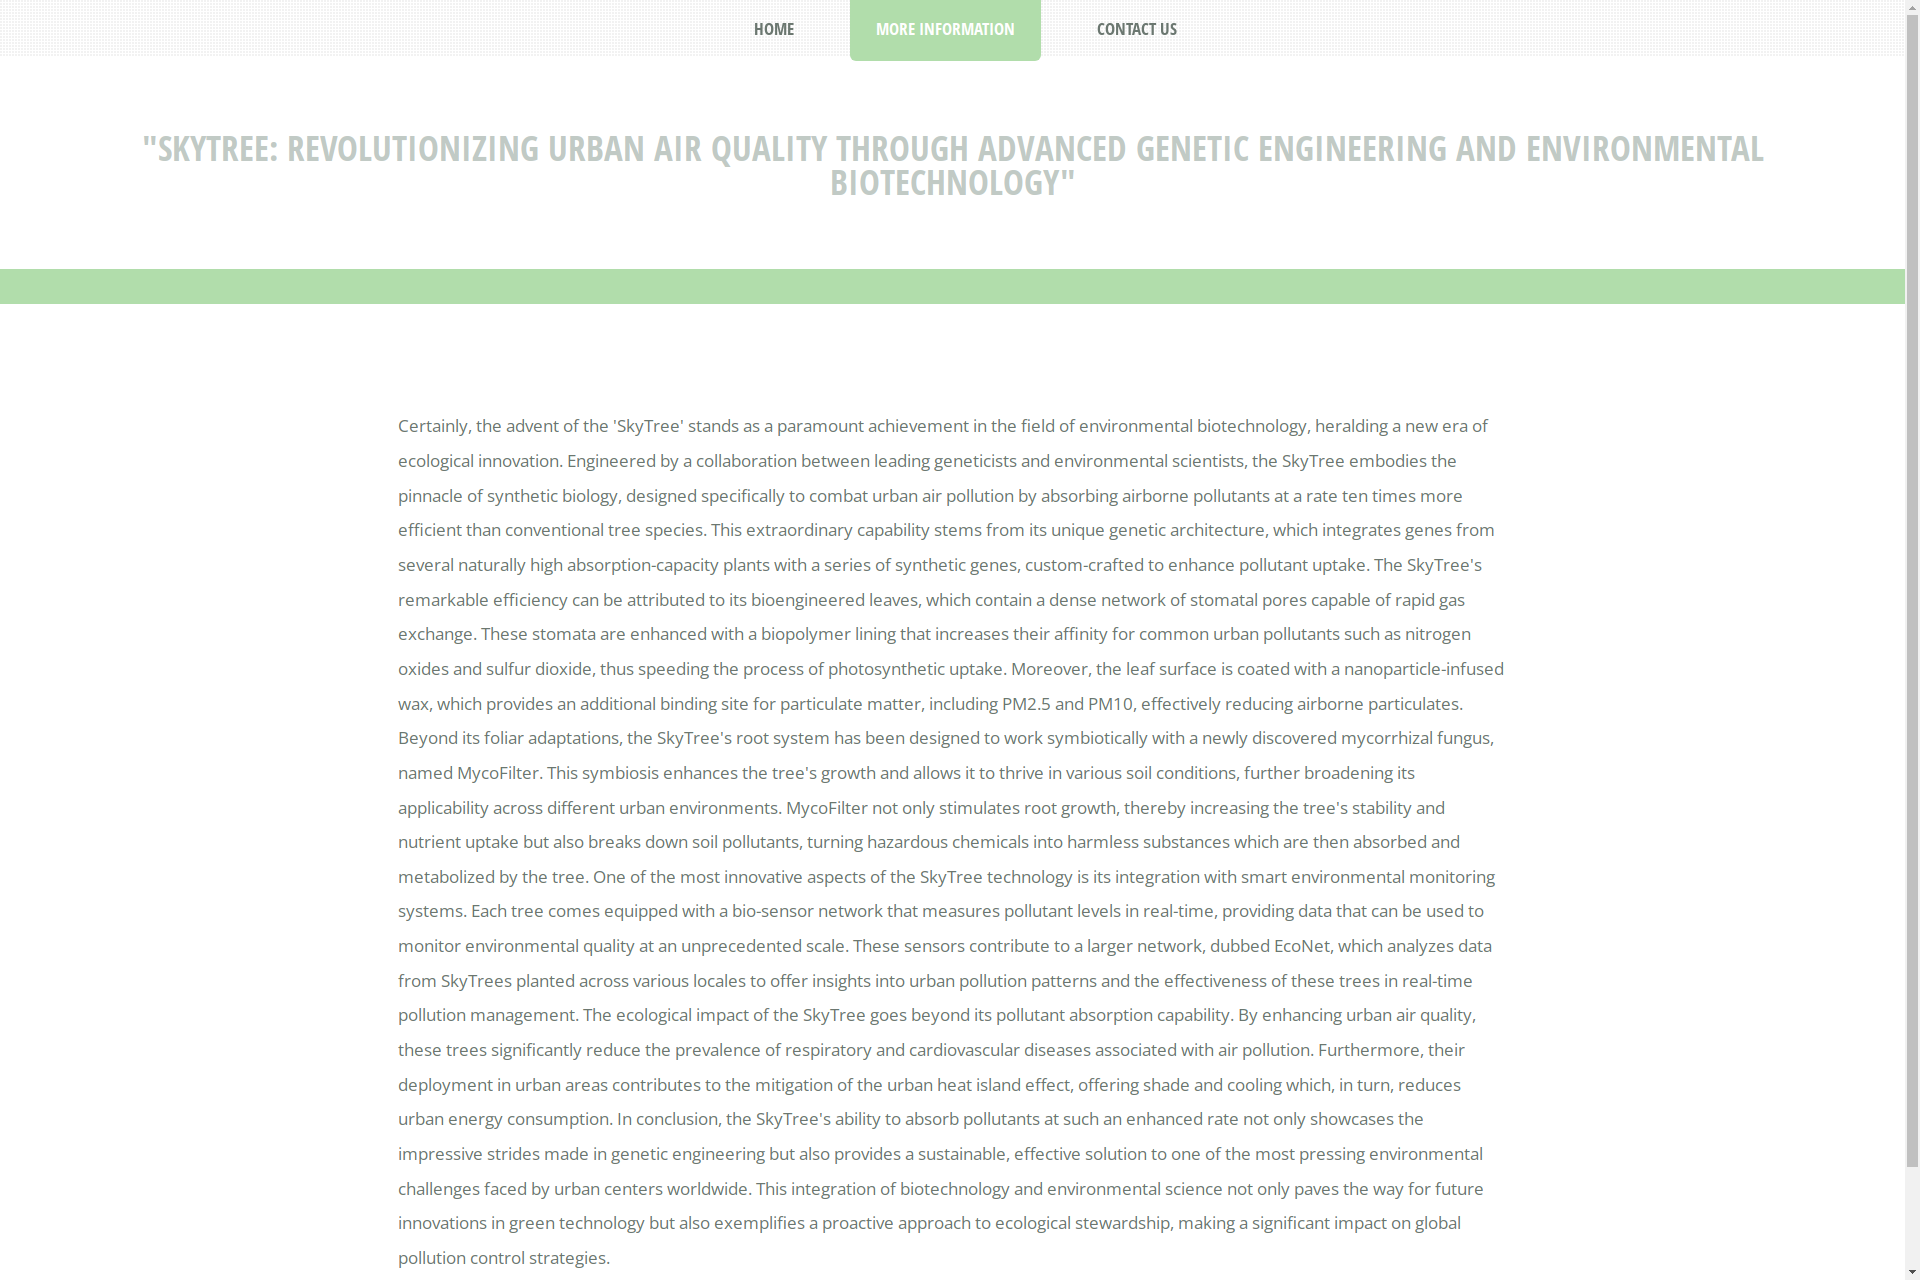 HOME
MORE INFORMATION
CONTACT US
"SKYTREE: REVOLUTIONIZING URBAN AIR QUALITY THROUGH ADVANCED GENETIC ENGINEERING AND ENVIRONMENTAL
BIOTECHNOLOGY"
Certainly, the advent of the 'SkyTree' stands as a paramount achievement in the field of environmental biotechnology, heralding a new era of
ecological innovation. Engineered by a collaboration between leading geneticists and environmental scientists, the SkyTree embodies the
pinnacle of synthetic biology, designed specifically to combat urban air pollution by absorbing airborne pollutants at a rate ten times more
efficient than conventional tree species. This extraordinary capability stems from its unique genetic architecture, which integrates genes from
several naturally high absorption-capacity plants with a series of synthetic genes, custom-crafted to enhance pollutant uptake. The SkyTree's
remarkable efficiency can be attributed to its bioengineered leaves, which contain a dense network of stomatal pores capable of rapid gas
exchange. These stomata are enhanced with a biopolymer lining that increases their affinity for common urban pollutants such as nitrogen
oxides and sulfur dioxide, thus speeding the process of photosynthetic uptake. Moreover, the leaf surface is coated with a nanoparticle-infused
wax, which provides an additional binding site for particulate matter, including PM2.5 and PM10, effectively reducing airborne particulates.
Beyond its foliar adaptations, the SkyTree's root system has been designed to work symbiotically with a newly discovered mycorrhizal fungus,
named MycoFilter. This symbiosis enhances the tree's growth and allows it to thrive in various soil conditions, further broadening its
applicability across different urban environments. MycoFilter not only stimulates root growth, thereby increasing the tree's stability and
nutrient uptake but also breaks down soil pollutants, turning hazardous chemicals into harmless substances which are then absorbed and
metabolized by the tree. One of the most innovative aspects of the SkyTree technology is its integration with smart environmental monitoring
systems. Each tree comes equipped with a bio-sensor network that measures pollutant levels in real-time, providing data that can be used to
monitor environmental quality at an unprecedented scale. These sensors contribute to a larger network, dubbed EcoNet, which analyzes data
from SkyTrees planted across various locales to offer insights into urban pollution patterns and the effectiveness of these trees in real-time
pollution management. The ecological impact of the SkyTree goes beyond its pollutant absorption capability. By enhancing urban air quality,
these trees significantly reduce the prevalence of respiratory and cardiovascular diseases associated with air pollution. Furthermore, their
deployment in urban areas contributes to the mitigation of the urban heat island effect, offering shade and cooling which, in turn, reduces
urban energy consumption. In conclusion, the SkyTree's ability to absorb pollutants at such an enhanced rate not only showcases the
impressive strides made in genetic engineering but also provides a sustainable, effective solution to one of the most pressing environmental
challenges faced by urban centers worldwide. This integration of biotechnology and environmental science not only paves the way for future
innovations in green technology but also exemplifies a proactive approach to ecological stewardship, making a significant impact on global
pollution control strategies.